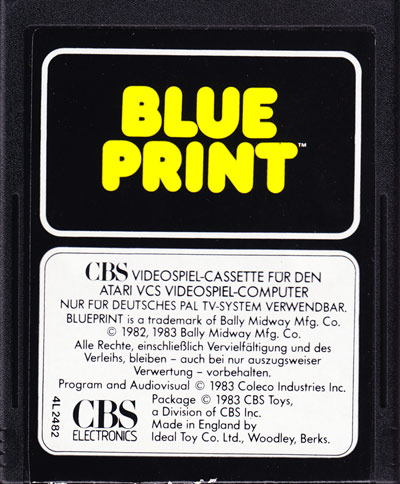 BLUE
PRINT™
CBS VIDEOSPIEL-CASSETTE FÜR DEN
ATARI VCS VIDEOSPIEL-COMPUTER
NUR FÜR DEUTSCHES PAL TV-SYSTEM VERWENDBAR.
BLUEPRINT is a trademark of Bally Midway Mfg. Co.
© 1982, 1983 Bally Midway Mfg. Co.
Alle Rechte, einschließlich Vervielfältigung und des
Verleihs, bleiben – auch bei nur auszugsweiser
Verwertung – vorbehalten.
Program and Audiovisual © 1983 Coleco Industries Inc.
Package © 1983 CBS Toys,
a Division of CBS Inc.
Made in England by
Ideal Toy Co. Ltd., Woodley, Berks.
CBS
ELECTRONICS
4L2482